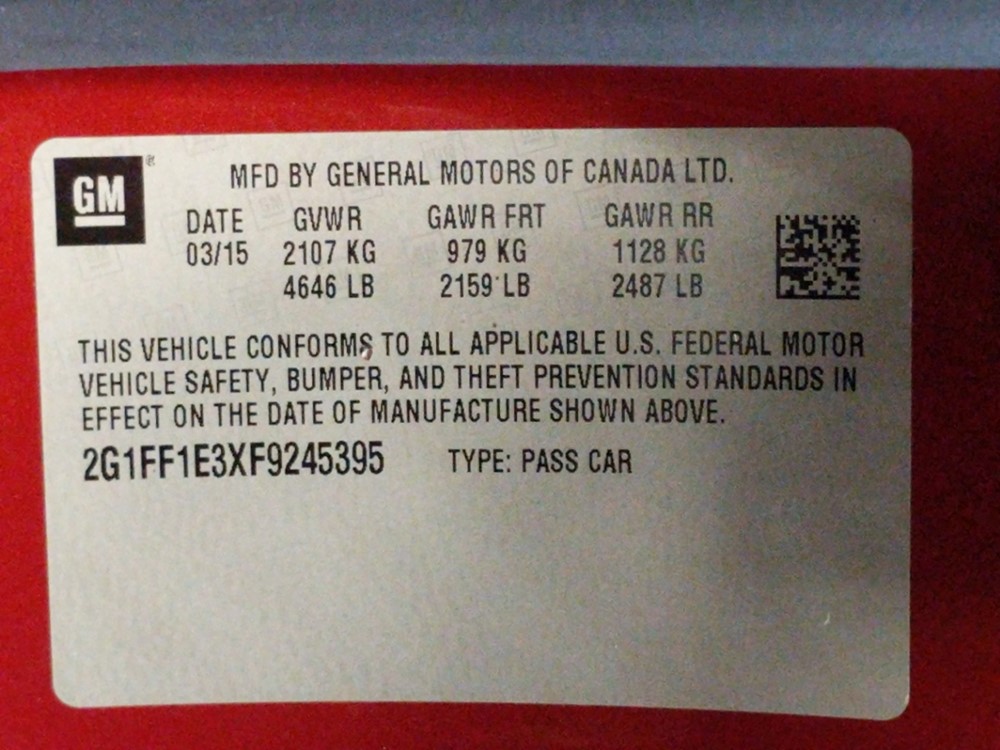 GM ®
MFD BY GENERAL MOTORS OF CANADA LTD.
DATE GVWR GAWR FRT GAWR RR
03/15 2107 KG 979 KG 1128 KG
4646 LB 2159 LB 2487 LB
THIS VEHICLE CONFORMS TO ALL APPLICABLE U.S. FEDERAL MOTOR
VEHICLE SAFETY, BUMPER, AND THEFT PREVENTION STANDARDS IN
EFFECT ON THE DATE OF MANUFACTURE SHOWN ABOVE.
2G1FF1E3XF9245395 TYPE: PASS CAR